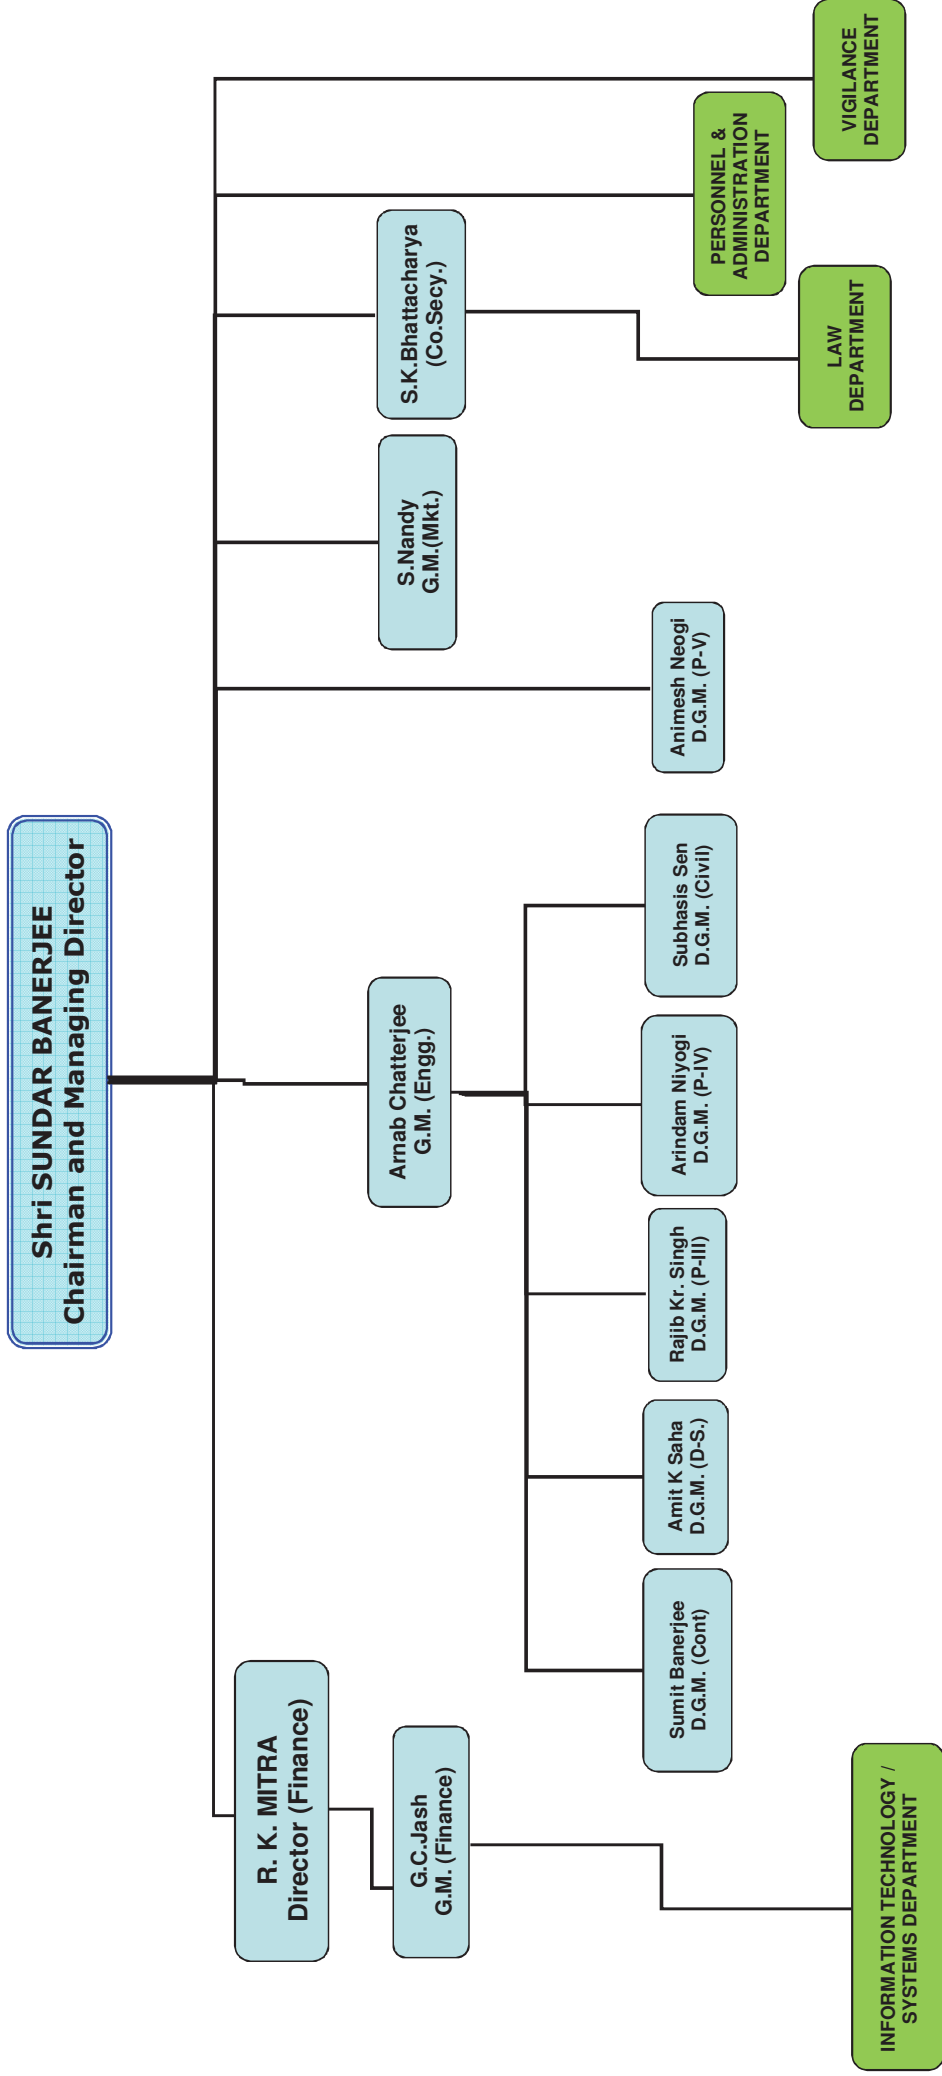 Shri SUNDAR BANERJEE
Chairman and Managing Director
R. K. MITRA
Director (Finance)
G.C.Jash
G.M. (Finance)
Arnab Chatterjee
G.M. (Engg.)
S.Nandy
G.M.(Mkt.)
S.K.Bhattacharya
(Co.Secy.)
Sumit Banerjee
D.G.M. (Cont)
Amit K Saha
D.G.M. (D-S.)
Rajib Kr. Singh
D.G.M. (P-III)
Arindam Niyogi
D.G.M. (P-IV)
Subhasis Sen
D.G.M. (Civil)
Animesh Neogi
D.G.M. (P-V)
PERSONNEL &
ADMINISTRATION
DEPARTMENT
INFORMATION TECHNOLOGY /
SYSTEMS DEPARTMENT
LAW
DEPARTMENT
VIGILANCE
DEPARTMENT